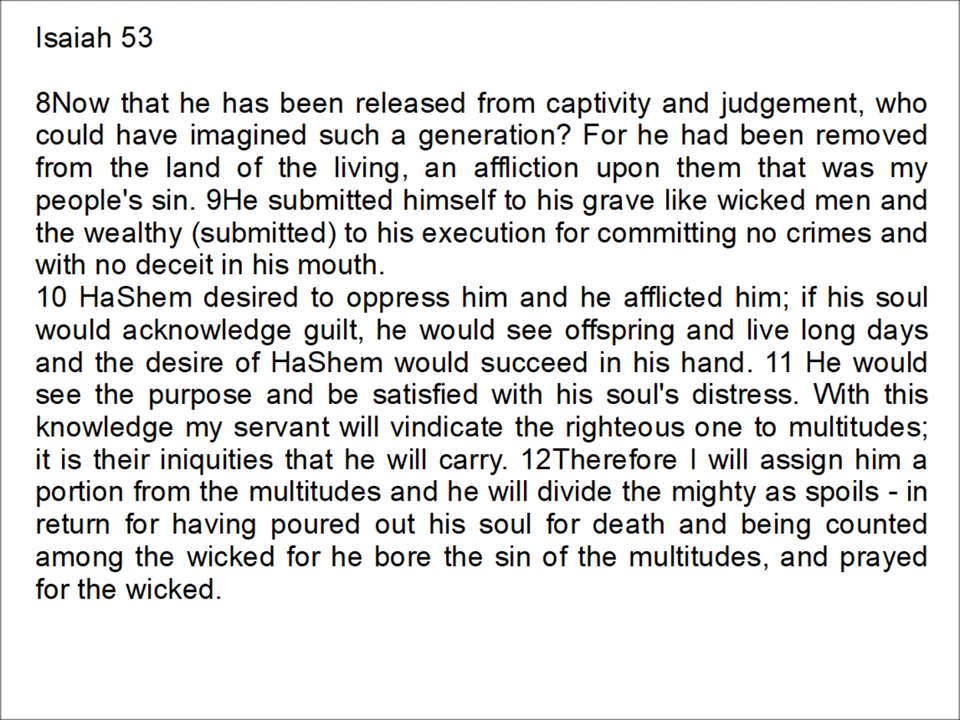 Isaiah 53
8Now that he has been released from captivity and judgement, who
could have imagined such a generation? For he had been removed
from the land of the living, an affliction upon them that was my
people's sin. 9He submitted himself to his grave like wicked men and
the wealthy (submitted) to his execution for committing no crimes and
with no deceit in his mouth.
10 HaShem desired to oppress him and he afflicted him; if his soul
would acknowledge guilt, he would see offspring and live long days
and the desire of HaShem would succeed in his hand. 11 He would
see the purpose and be satisfied with his soul's distress. With this
knowledge my servant will vindicate the righteous one to multitudes;
it is their iniquities that he will carry. 12Therefore I will assign him a
portion from the multitudes and he will divide the mighty as spoils - in
return for having poured out his soul for death and being counted
among the wicked for he bore the sin of the multitudes, and prayed
for the wicked.